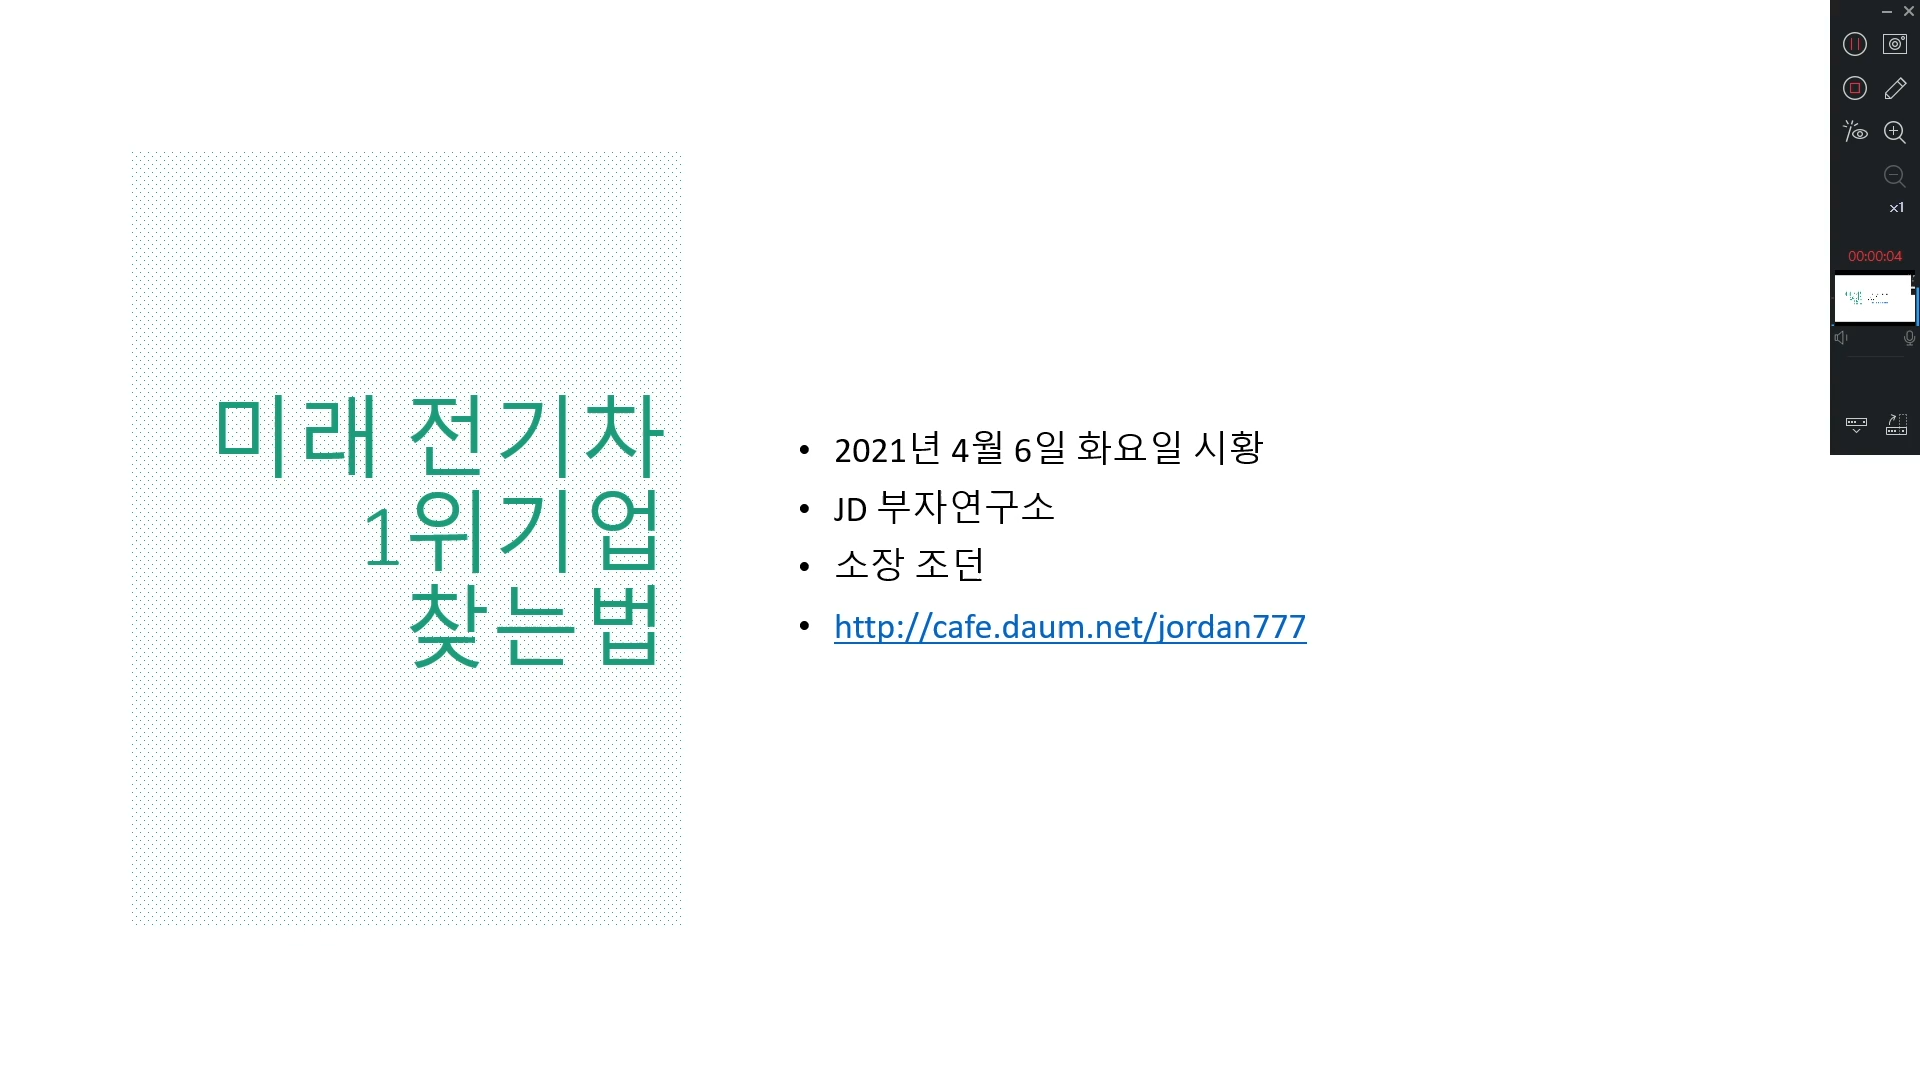 미래 전기차
1위기업
찾는법
• 2021년 4월 6일 화요일 시황
• JD 부자연구소
• 소장 조던
• http://cafe.daum.net/jordan777
x1
00:00:04